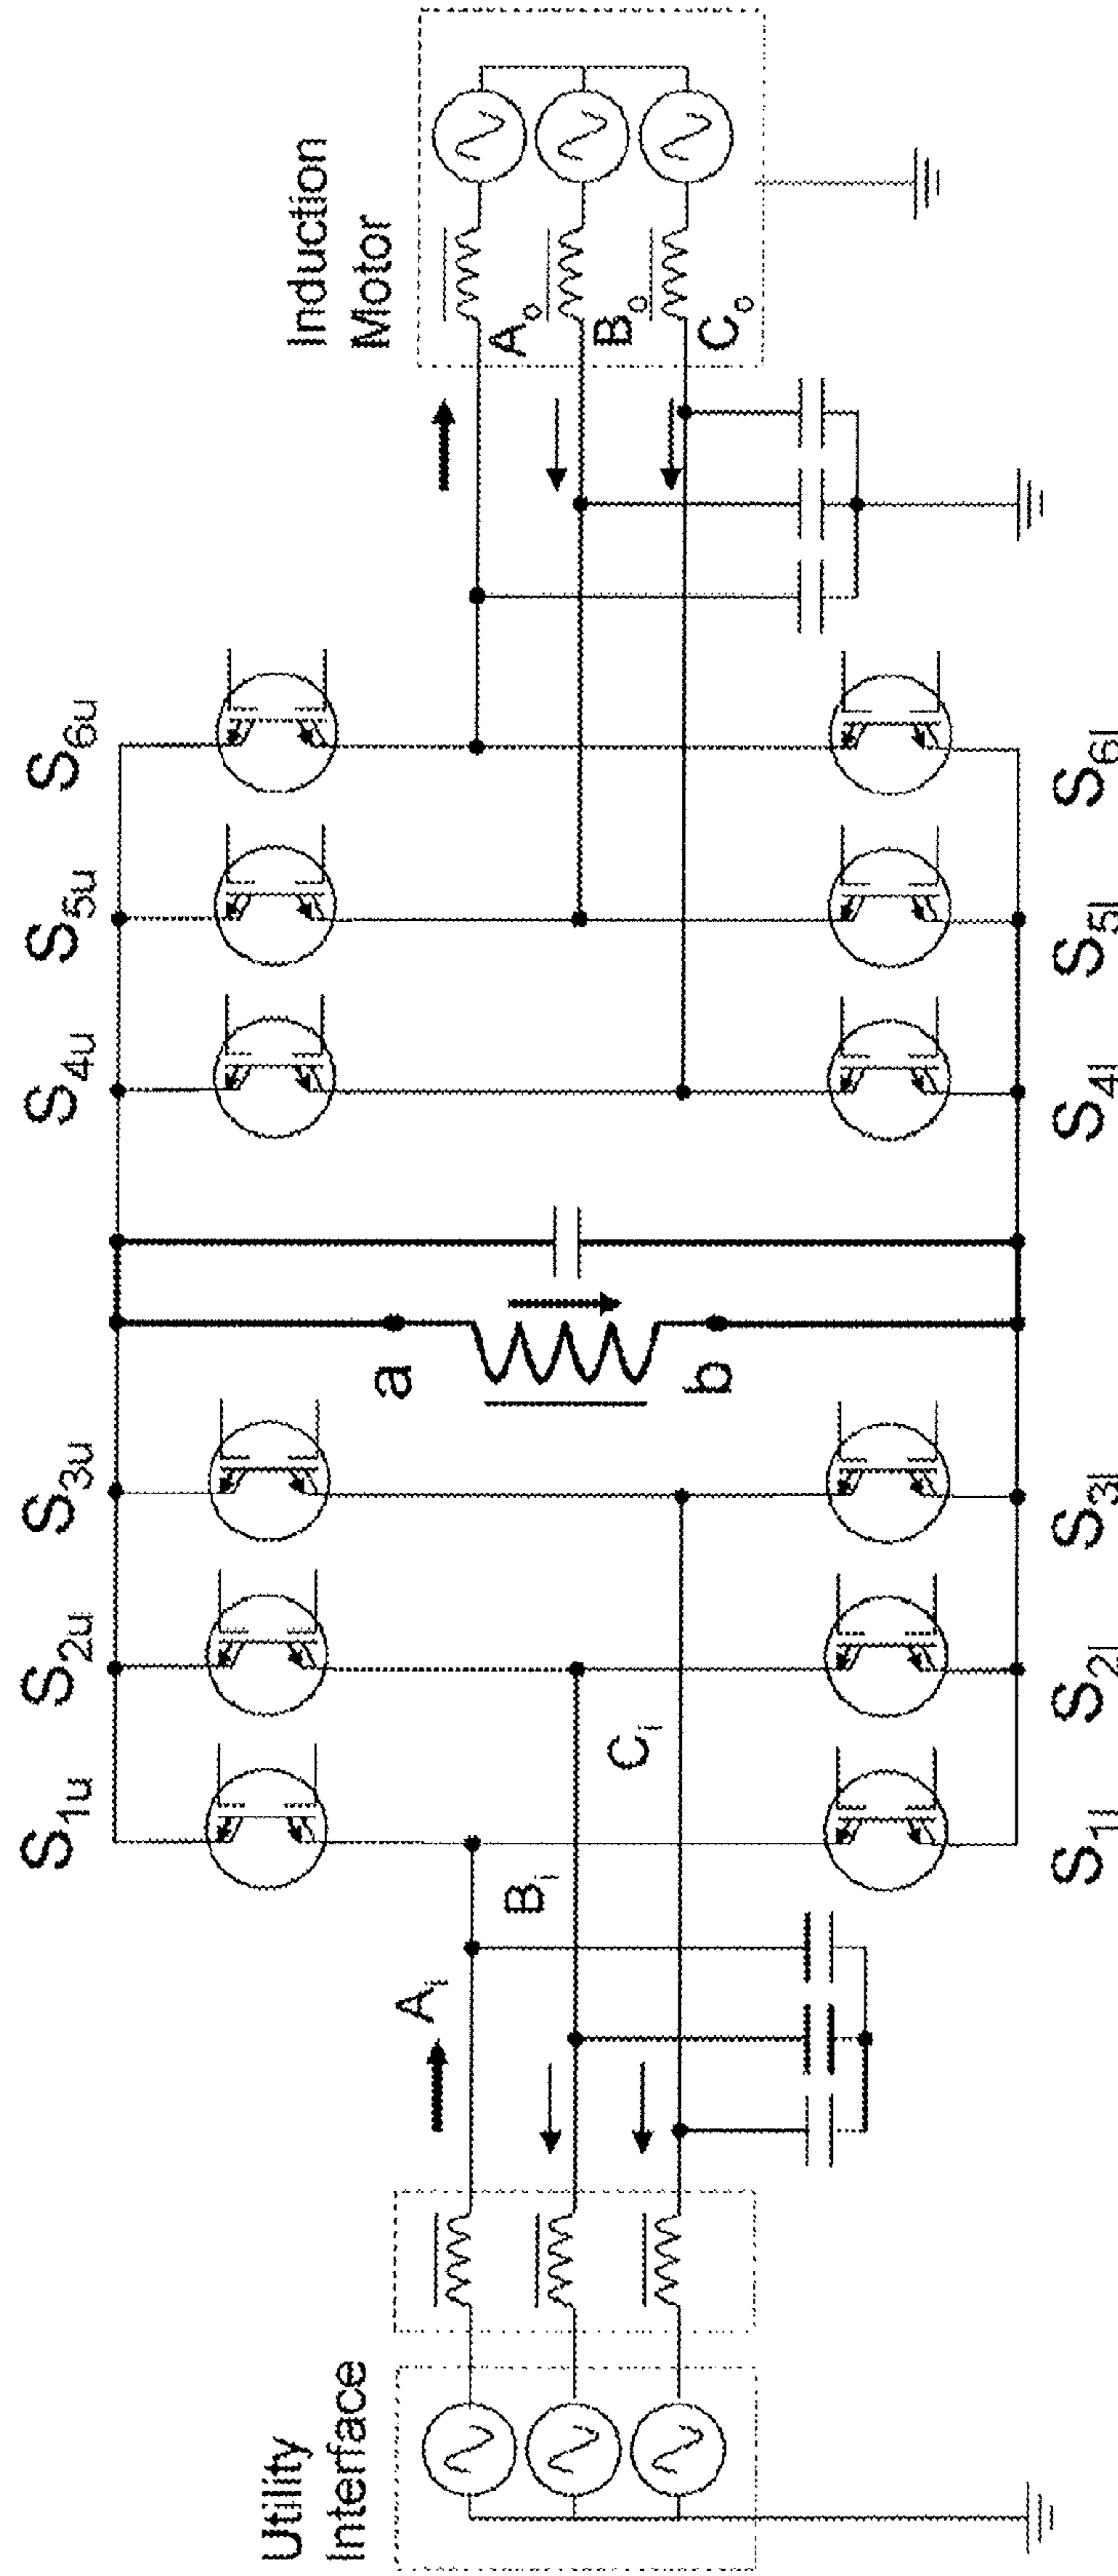 Utility
Interface
Induction
Motor
S1u
S2u
S3u
S4u
S5u
S6u
Ai
Bi
Ci
a
b
Ao
Bo
Co
S1l
S2l
S3l
S4l
S5l
S6l